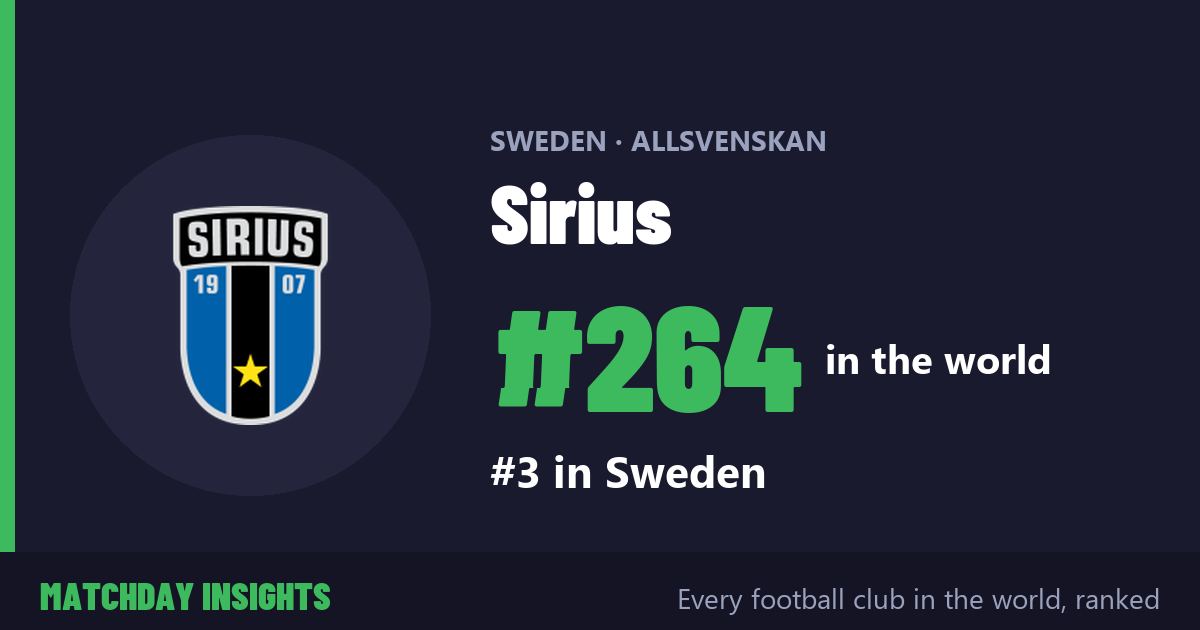 SWEDEN · ALLSVENSKAN
Sirius
SIRIUS
19 07
#264 in the world
#3 in Sweden
MATCHDAY INSIGHTS
Every football club in the world, ranked